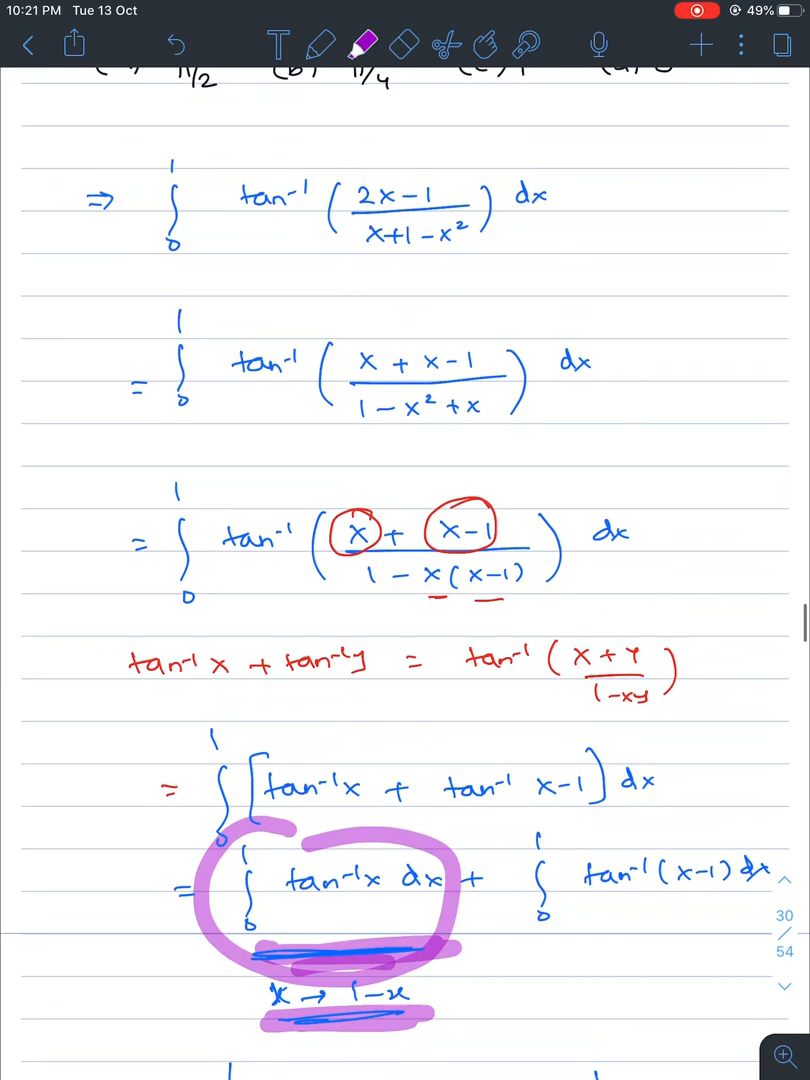 10:21 PM Tue 13 Oct 49%
π/2 (b) π/4
⇒ ∫₀¹ tan⁻¹ ( (2x-1) / (x+1-x²) ) dx
= ∫₀¹ tan⁻¹ ( (x + x-1) / (1-x²+x) ) dx
= ∫₀¹ tan⁻¹ ( (x + x-1) / (1 - x(x-1)) ) dx
tan⁻¹x + tan⁻¹y = tan⁻¹ ( (x+y) / (1-xy) )
= ∫₀¹ [tan⁻¹x + tan⁻¹ x-1] dx
= ∫₀¹ tan⁻¹x dx + ∫₀¹ tan⁻¹(x-1) dx
x → 1-x
30
/
54